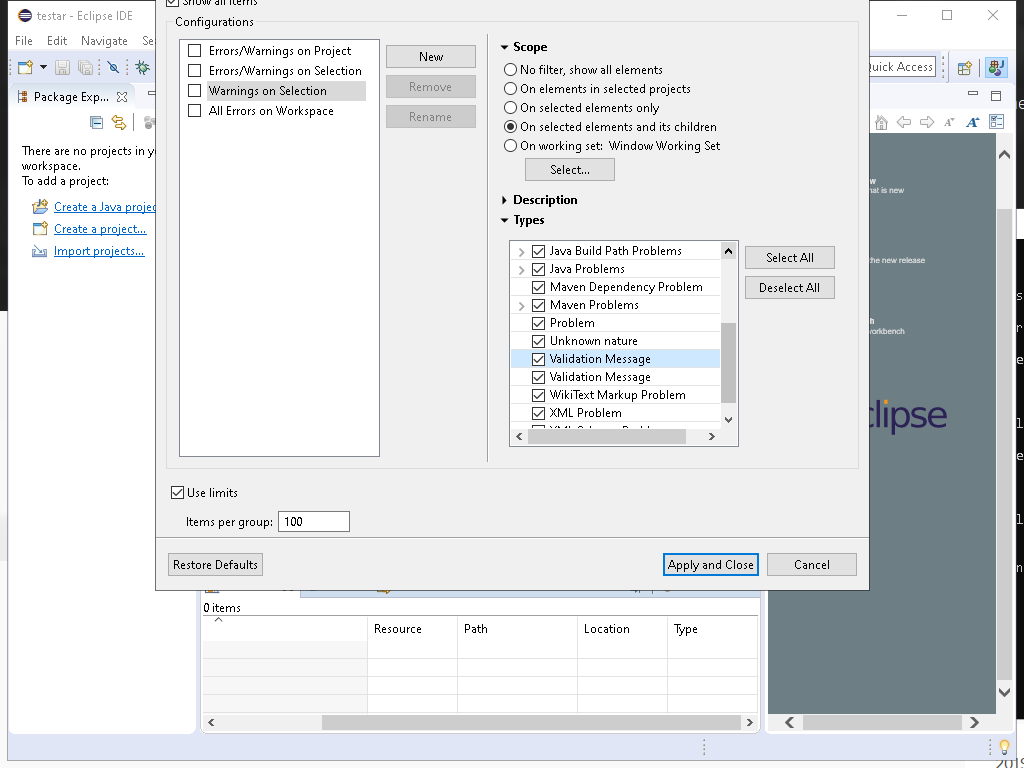 testar - Eclipse IDE
Show all items
File Edit Navigate Se
Configurations
Errors/Warnings on Project
Errors/Warnings on Selection
Warnings on Selection
All Errors on Workspace
New
Remove
Rename
Scope
No filter, show all elements
On elements in selected projects
On selected elements only
On selected elements and its children
On working set: Window Working Set
Select...
Description
Types
Java Build Path Problems
Java Problems
Maven Dependency Problem
Maven Problems
Problem
Unknown nature
Validation Message
Validation Message
WikiText Markup Problem
XML Problem
Select All
Deselect All
Use limits
Items per group: 100
Restore Defaults
Apply and Close
Cancel
Quick Access
Package Exp...
There are no projects in y
workspace.
To add a project:
Create a Java projec
Create a project...
Import projects...
w
hat is new
the new release
h
workbench
clipse
0 items
Resource Path Location Type
2019